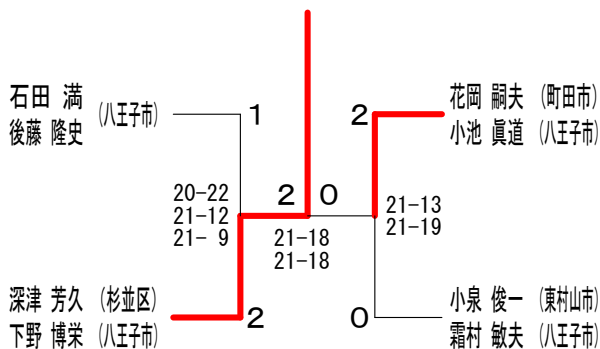 石田 満
後藤 隆史
(八王子市)
1
20-22
21-12
21- 9
深津 芳久 (杉並区)
下野 博栄 (八王子市)
2
2 0
21-18
21-18
花岡 嗣夫 (町田市)
小池 眞道 (八王子市)
2
21-13
21-19
小泉 俊一 (東村山市)
霜村 敏夫 (八王子市)
0